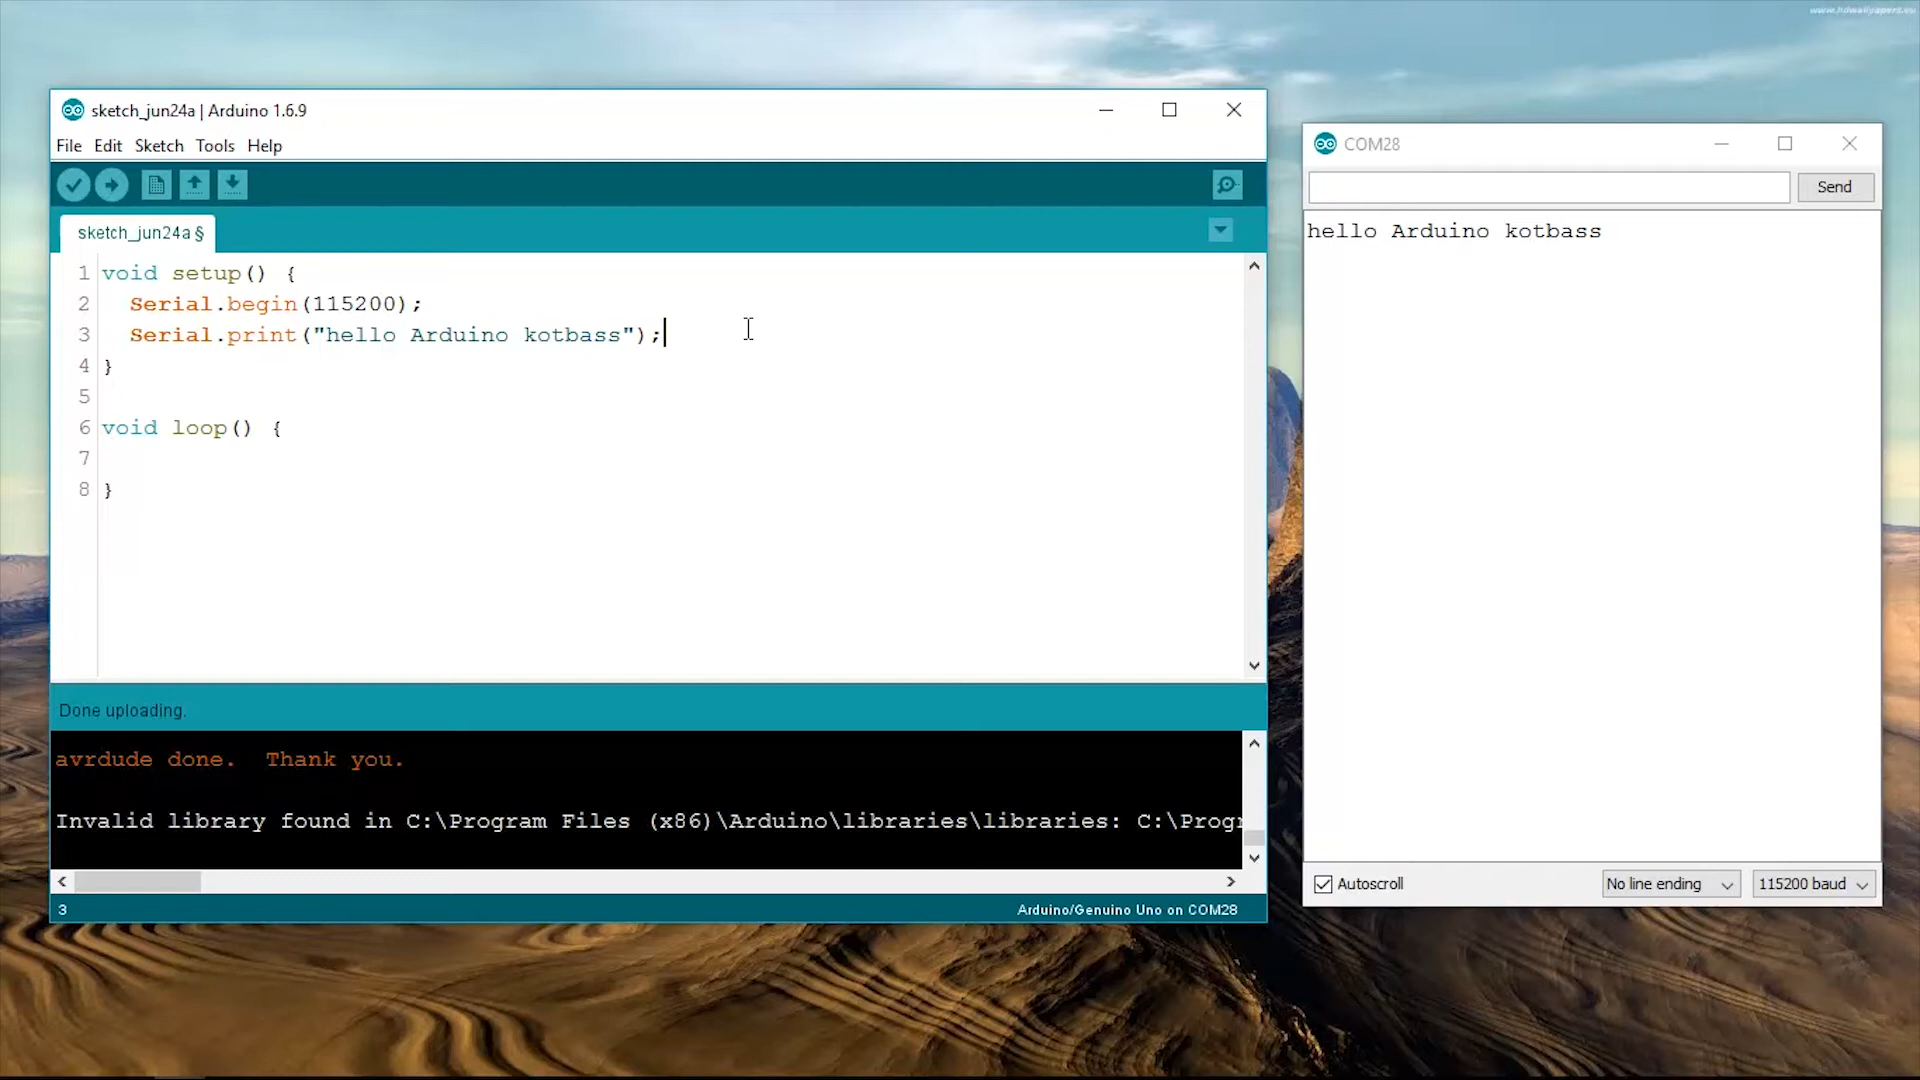 www.hdwallpapers.eu
sketch_jun24a | Arduino 1.6.9
File Edit Sketch Tools Help
sketch_jun24a §
1 void setup() {
2 Serial.begin(115200);
3 Serial.print("hello Arduino kotbass");
4 }
5
6 void loop() {
7
8 }
Done uploading.
avrdude done.  Thank you.
Invalid library found in C:\Program Files (x86)\Arduino\libraries\libraries: C:\Progr
3
Arduino/Genuino Uno on COM28
COM28
Send
hello Arduino kotbass
Autoscroll
No line ending
115200 baud